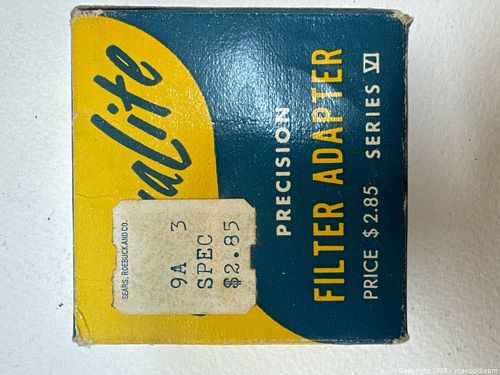 raLite
SEARS, ROEBUCK AND CO.
9A 3
SPEC
$2.85
PRECISION
FILTER ADAPTER
PRICE $2.85 SERIES VI
Copyright 2025 - maxsold.com